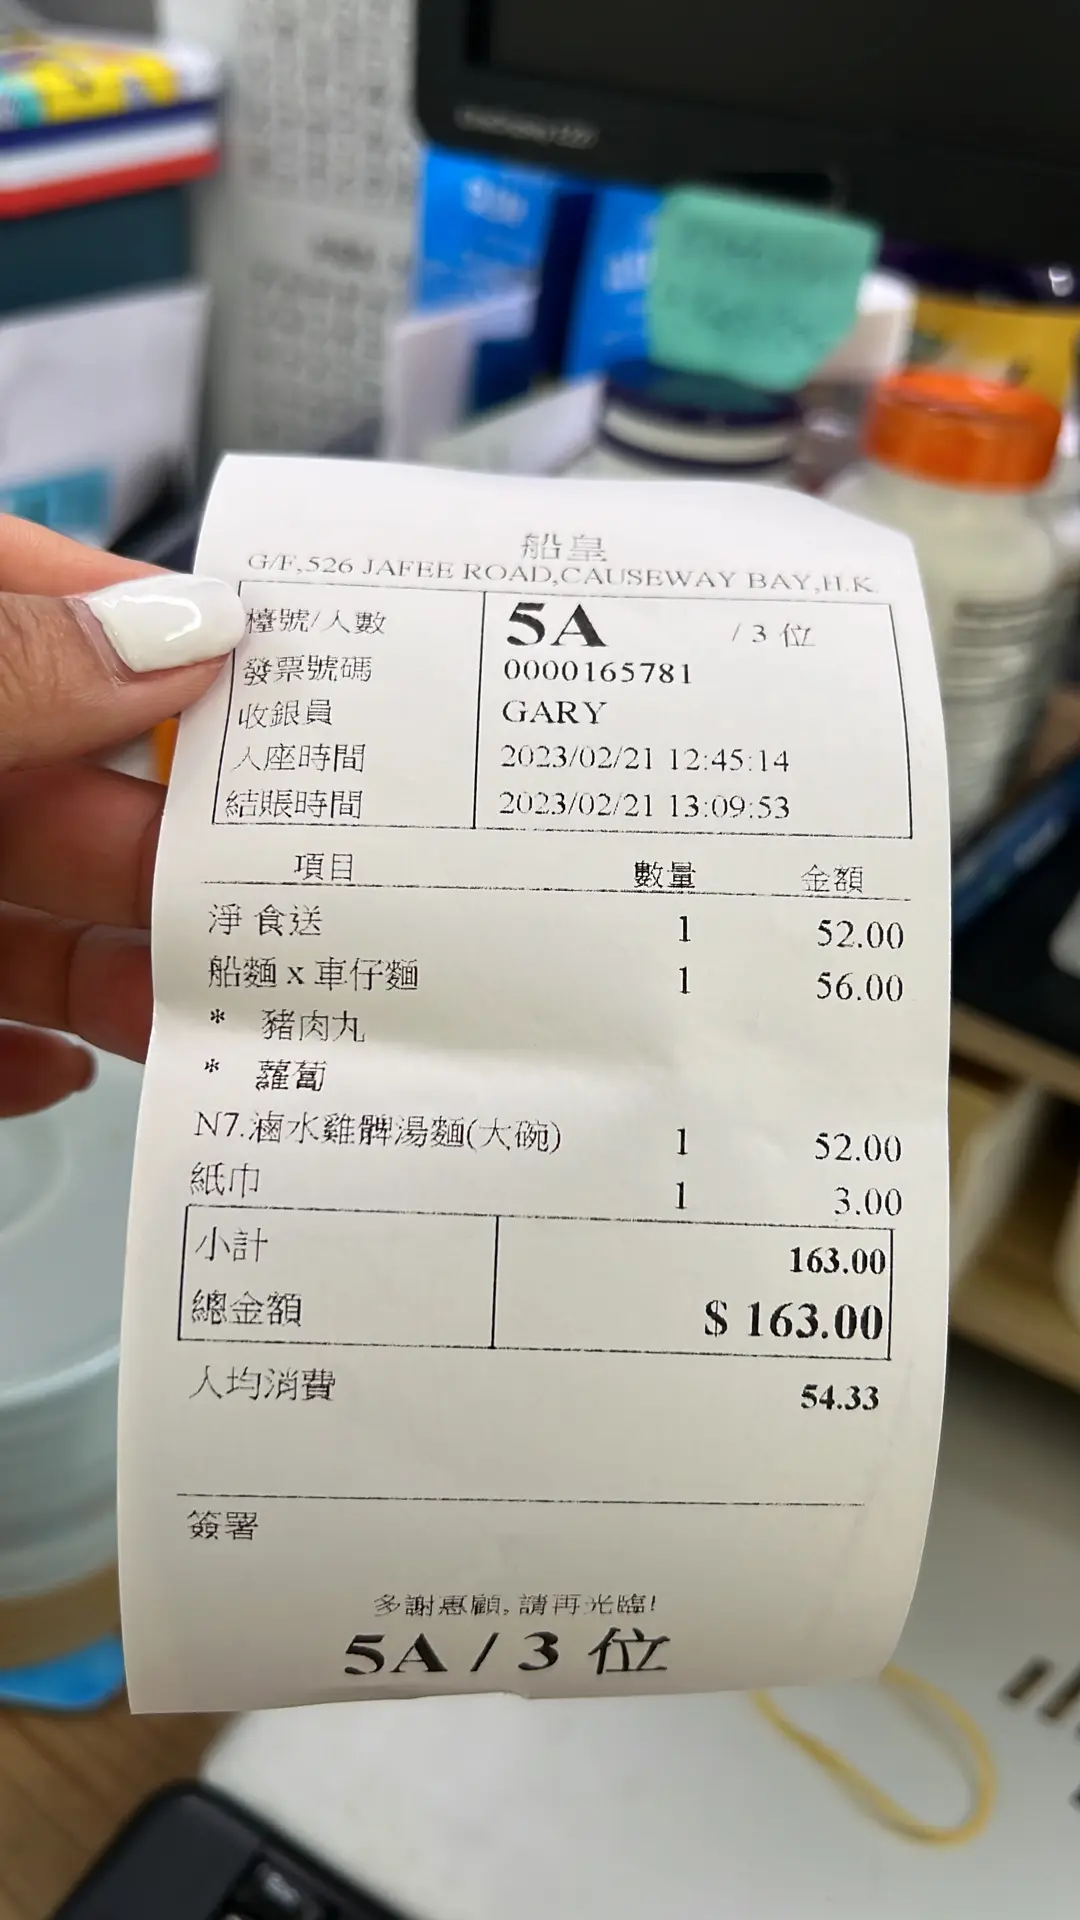 船皇
G/F,526 JAFEE ROAD,CAUSEWAY BAY,H.K.
檯號/人數 5A / 3 位
發票號碼 0000165781
收銀員 GARY
入座時間 2023/02/21 12:45:14
結賬時間 2023/02/21 13:09:53
項目 數量 金額
淨 食送 1 52.00
船麵 x 車仔麵 1 56.00
* 豬肉丸
* 蘿蔔
N7.滷水雞髀湯麵(大碗) 1 52.00
紙巾 1 3.00
小計 163.00
總金額 $ 163.00
人均消費 54.33
簽署
多謝惠顧, 請再光臨!
5A / 3 位